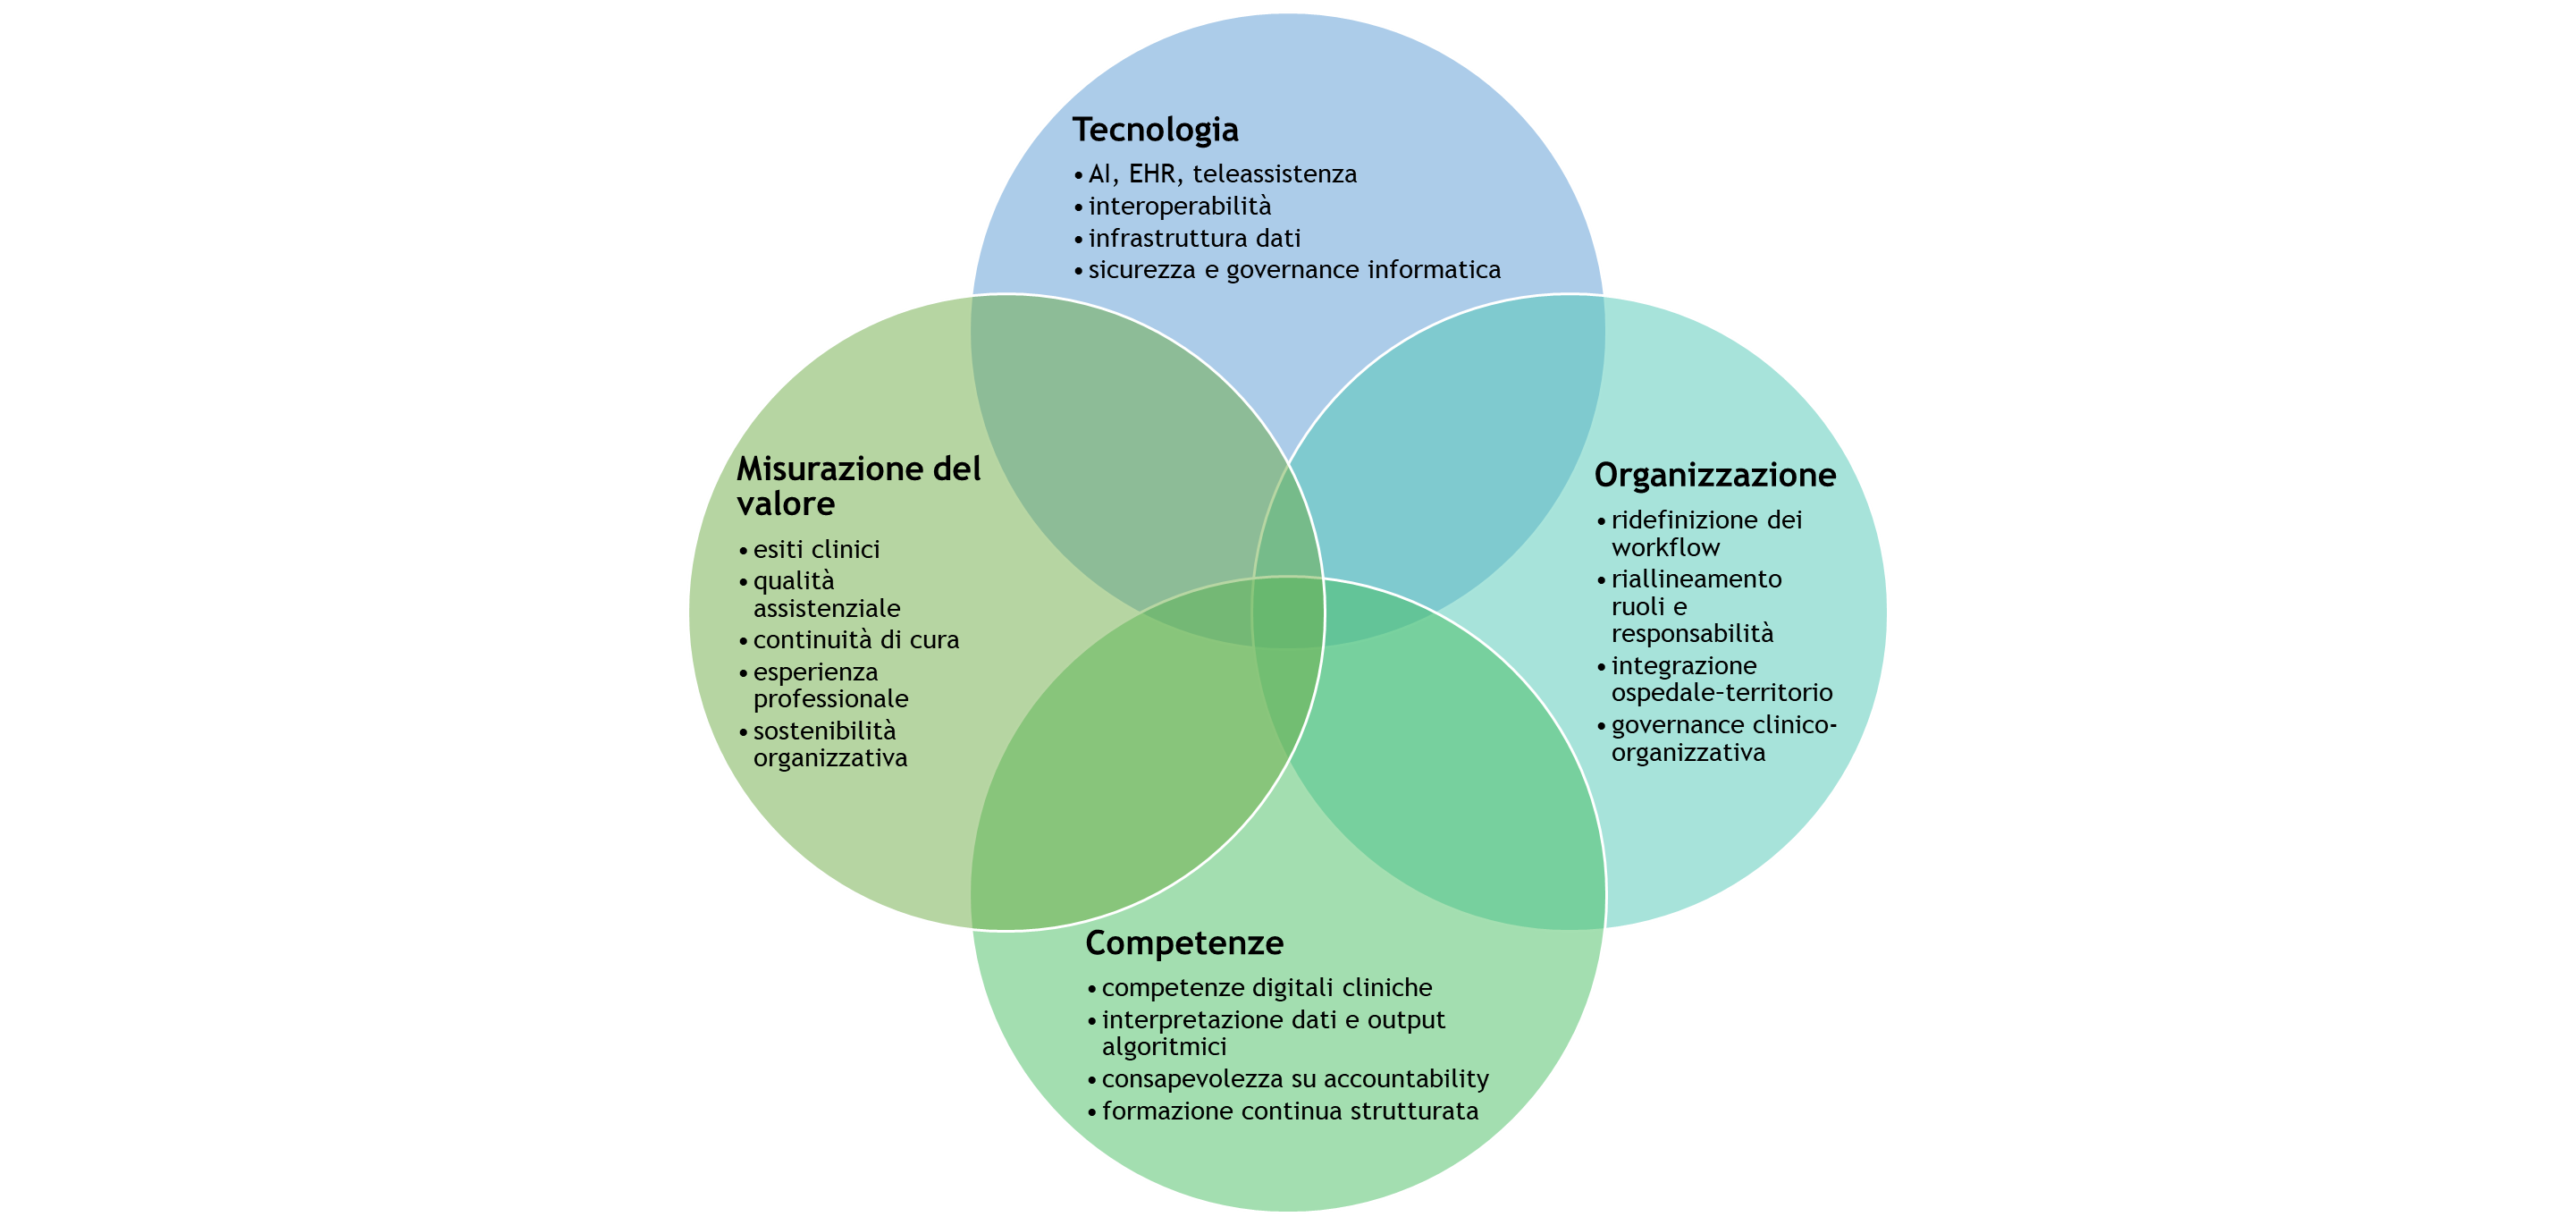 Tecnologia
• AI, EHR, teleassistenza
• interoperabilità
• infrastruttura dati
• sicurezza e governance informatica
Misurazione del
valore
• esiti clinici
• qualità
assistenziale
• continuità di cura
• esperienza
professionale
• sostenibilità
organizzativa
Organizzazione
• ridefinizione dei
workflow
• riallineamento
ruoli e
responsabilità
• integrazione
ospedale-territorio
• governance clinico-
organizzativa
Competenze
• competenze digitali cliniche
• interpretazione dati e output
algoritmici
• consapevolezza su accountability
• formazione continua strutturata